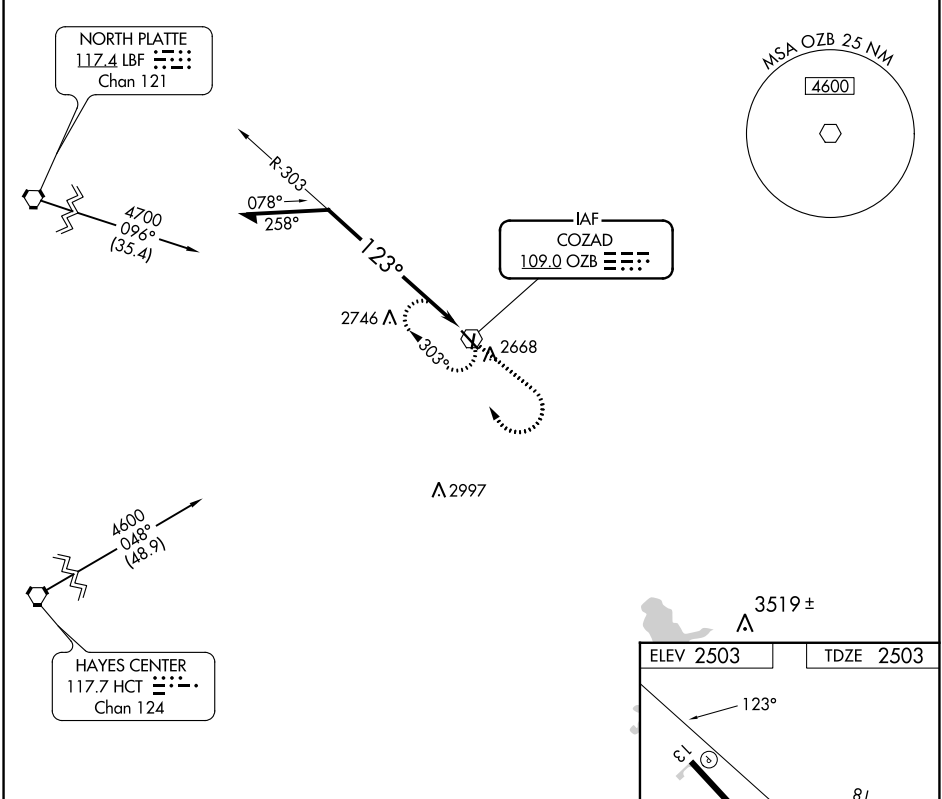 NORTH PLATTE
117.4 LBF
Chan 121
MSA OZB 25 NM
4600
R-303
078°
258°
4700
096°
(35.4)
123°
IAF
COZAD
109.0 OZB
2746
2668
303°
2997
4600
048°
(48.9)
HAYES CENTER
117.7 HCT
Chan 124
3519 ±
ELEV 2503
TDZE 2503
123°
13
P
81